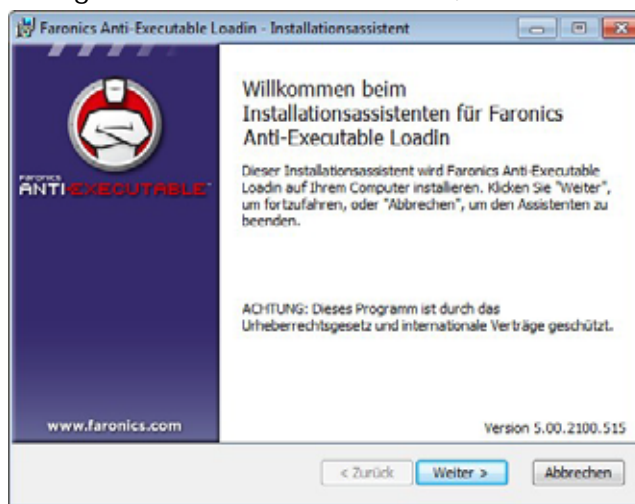 Faronics Anti-Executable Loadin - Installationsassistent
Willkommen beim
Installationsassistenten für Faronics
Anti-Executable Loadin
Dieser Installationsassistent wird Faronics Anti-Executable
Loadin auf Ihrem Computer installieren. Klicken Sie "Weiter",
um fortzufahren, oder "Abbrechen", um den Assistenten zu
beenden.
FARONICS
ANTI-EXECUTABLE
ACHTUNG: Dieses Programm ist durch das
Urheberrechtsgesetz und internationale Verträge geschützt.
www.faronics.com
Version 5.00.2100.515
< Zurück
Weiter >
Abbrechen